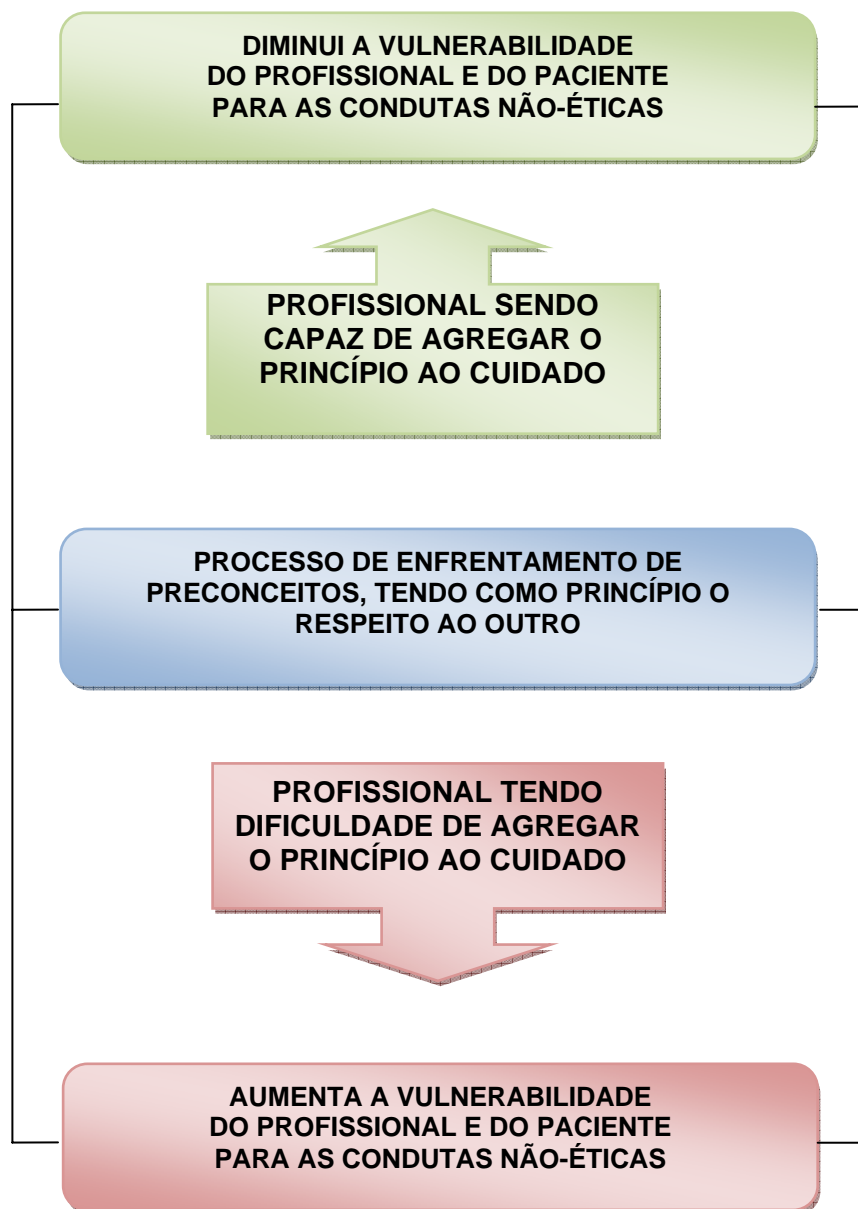 DIMINUI A VULNERABILIDADE
DO PROFISSIONAL E DO PACIENTE
PARA AS CONDUTAS NÃO-ÉTICAS
PROFISSIONAL SENDO
CAPAZ DE AGREGAR O
PRINCÍPIO AO CUIDADO
PROCESSO DE ENFRENTAMENTO DE
PRECONCEITOS, TENDO COMO PRINCÍPIO O
RESPEITO AO OUTRO
PROFISSIONAL TENDO
DIFICULDADE DE AGREGAR
O PRINCÍPIO AO CUIDADO
AUMENTA A VULNERABILIDADE
DO PROFISSIONAL E DO PACIENTE
PARA AS CONDUTAS NÃO-ÉTICAS